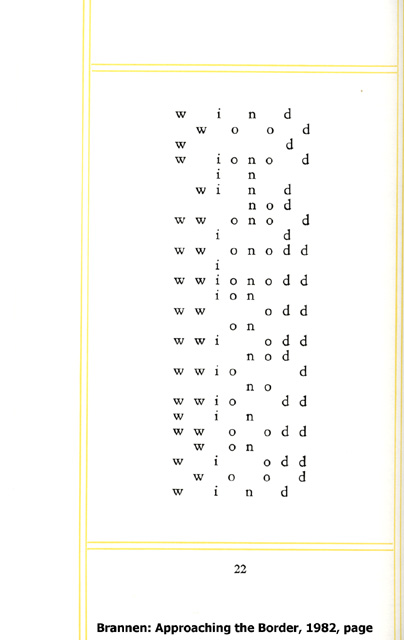 w i n d
w o o d
w d
w i o n o d
i n
w i n d
n o d
w w o n o d
i d
w w o n o d d
i
w w i o n o d d
i o n
w w o d d
o n
w w i o d d
n o d
w w i o d
n o
w w i o d d
w i n
w w o o d d
w o n
w i o d d
w o o d
w i n d
22
Brannen: Approaching the Border, 1982, page